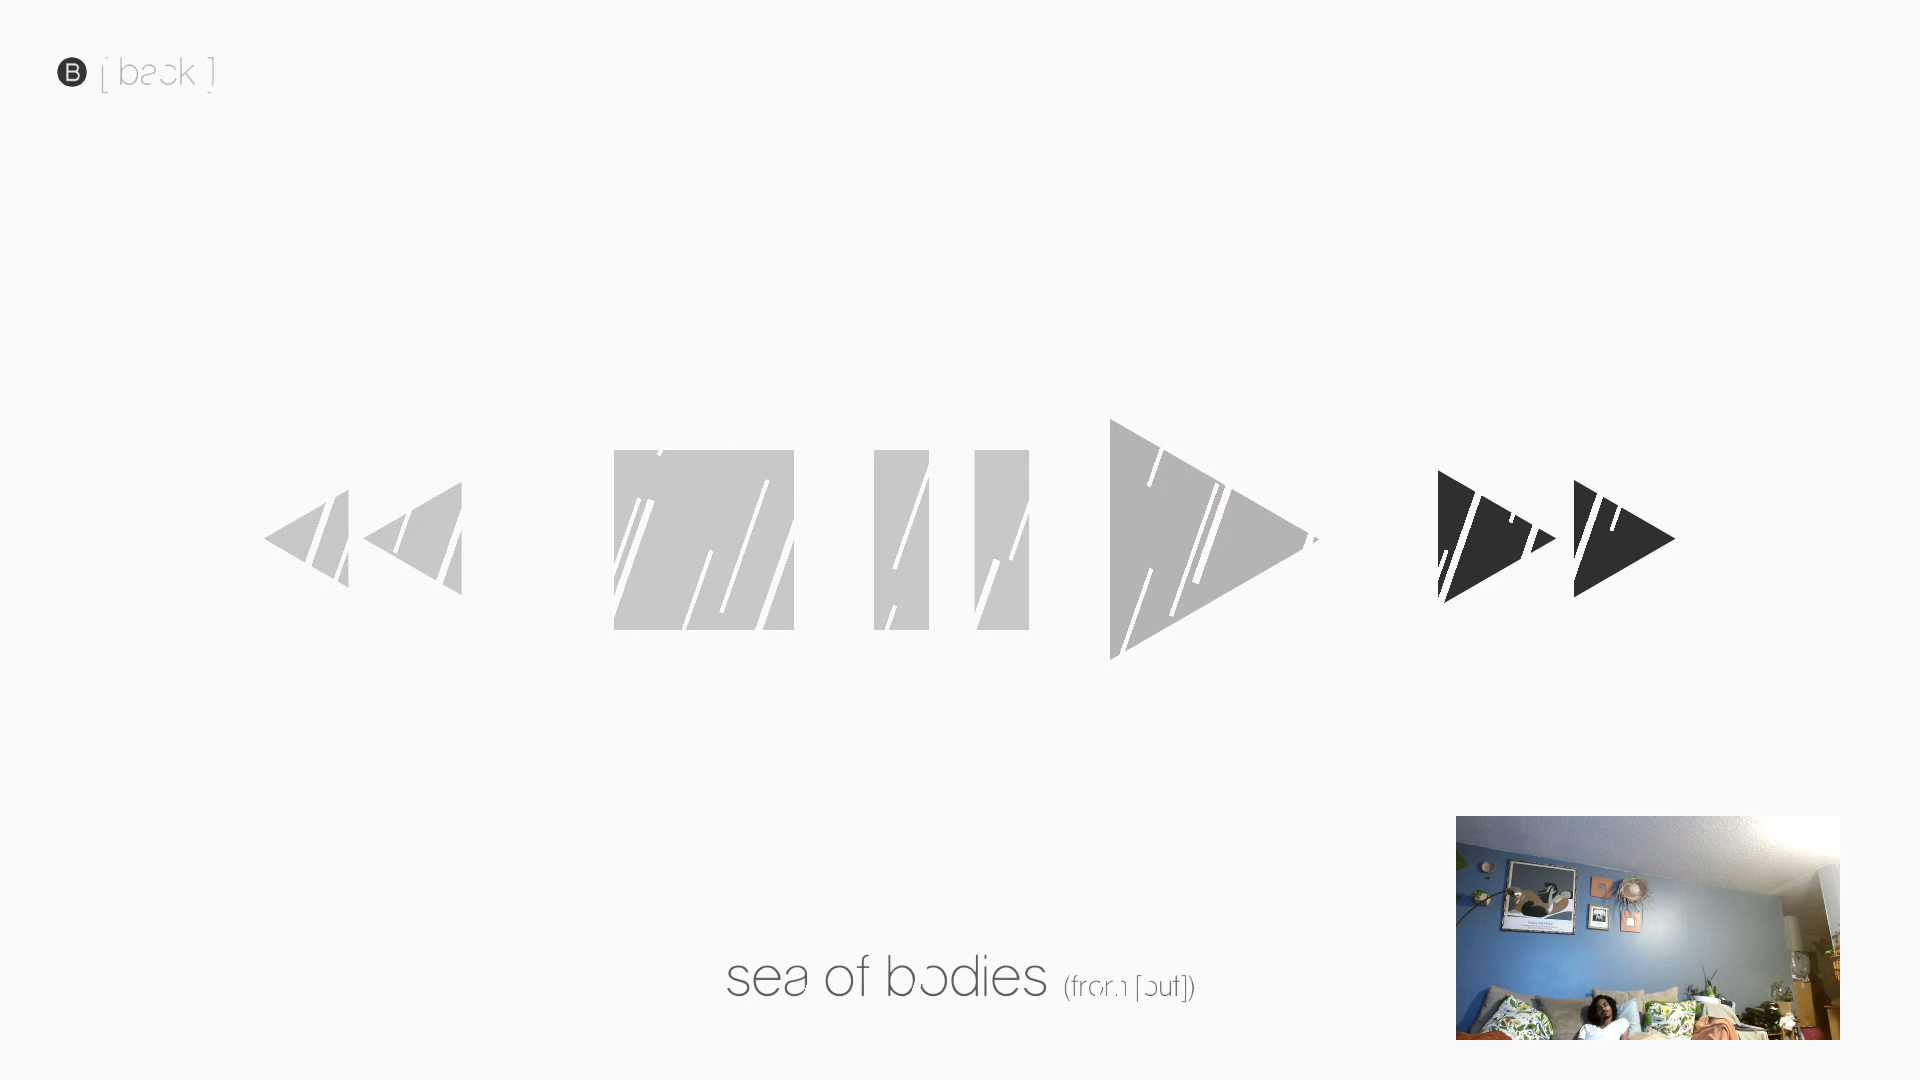 B [ back ]
sea of bodies (from [out])